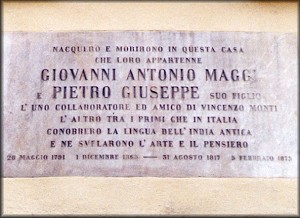 NACQUERO E MORIRONO IN QUESTA CASA
CHE LORO APPARTENNE
GIOVANNI ANTONIO MAGGI
E PIETRO GIUSEPPE SUO FIGLIO
L'UNO COLLABORATORE ED AMICO DI VINCENZO MONTI
L'ALTRO TRA I PRIMI CHE IN ITALIA
CONOBBERO LA LINGUA DELL'INDIA ANTICA
E NE SVELARONO L'ARTE E IL PENSIERO
28 MAGGIO 1791 1 DICEMBRE 1863 — 31 AGOSTO 1817 5 FEBBRAIO 1873